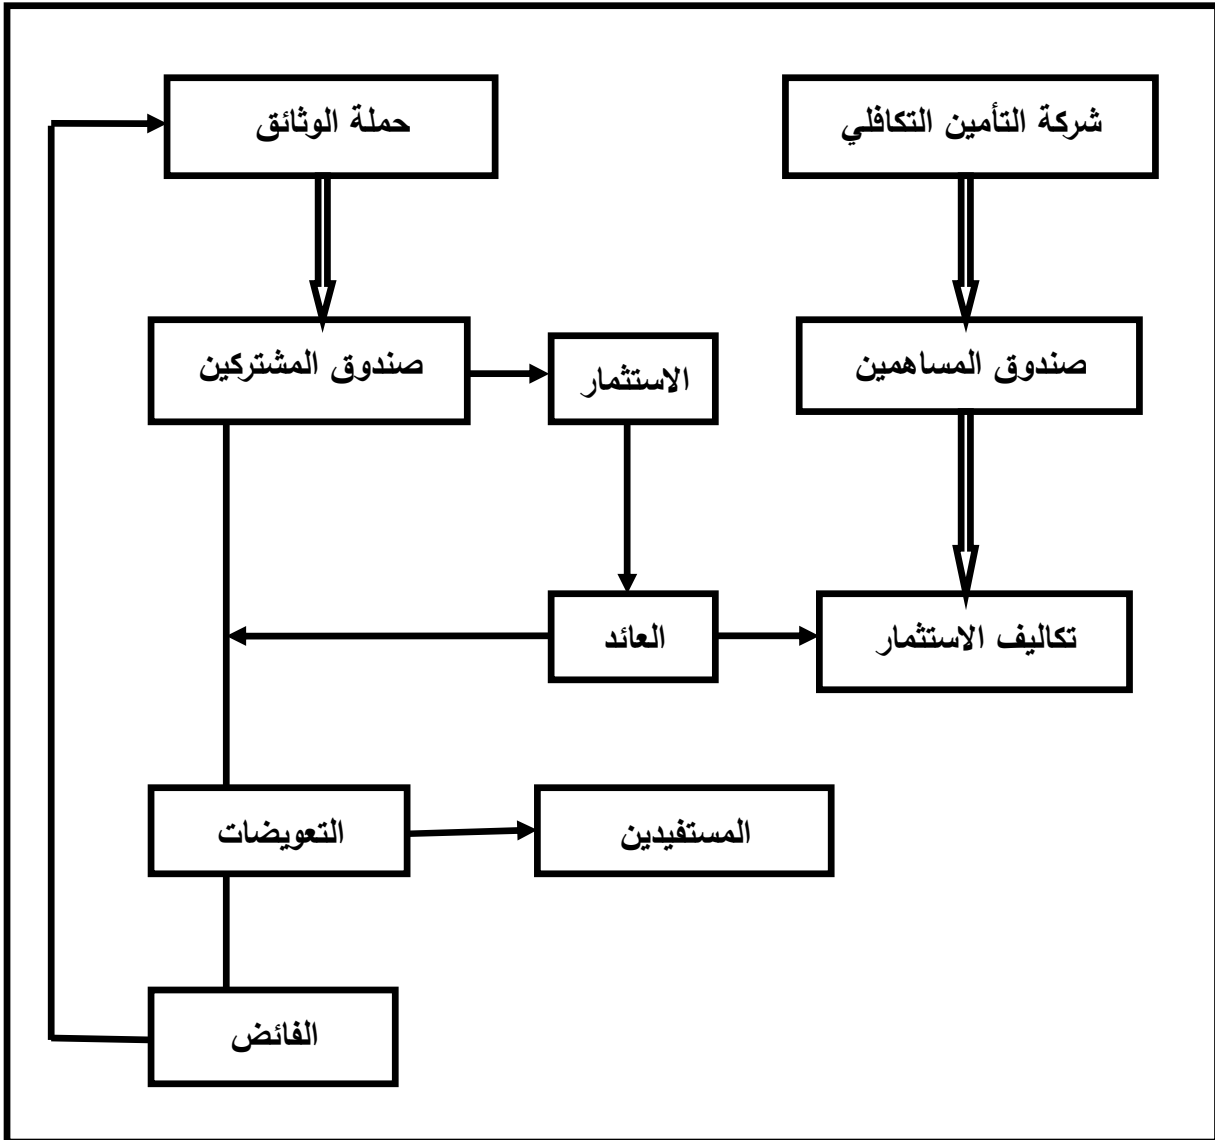 شركة التأمين التكافلي
حملة الوثائق
صندوق المساهمين
الاستثمار
صندوق المشتركين
تكاليف الاستثمار
العائد
المستفيدين
التعويضات
الفائض